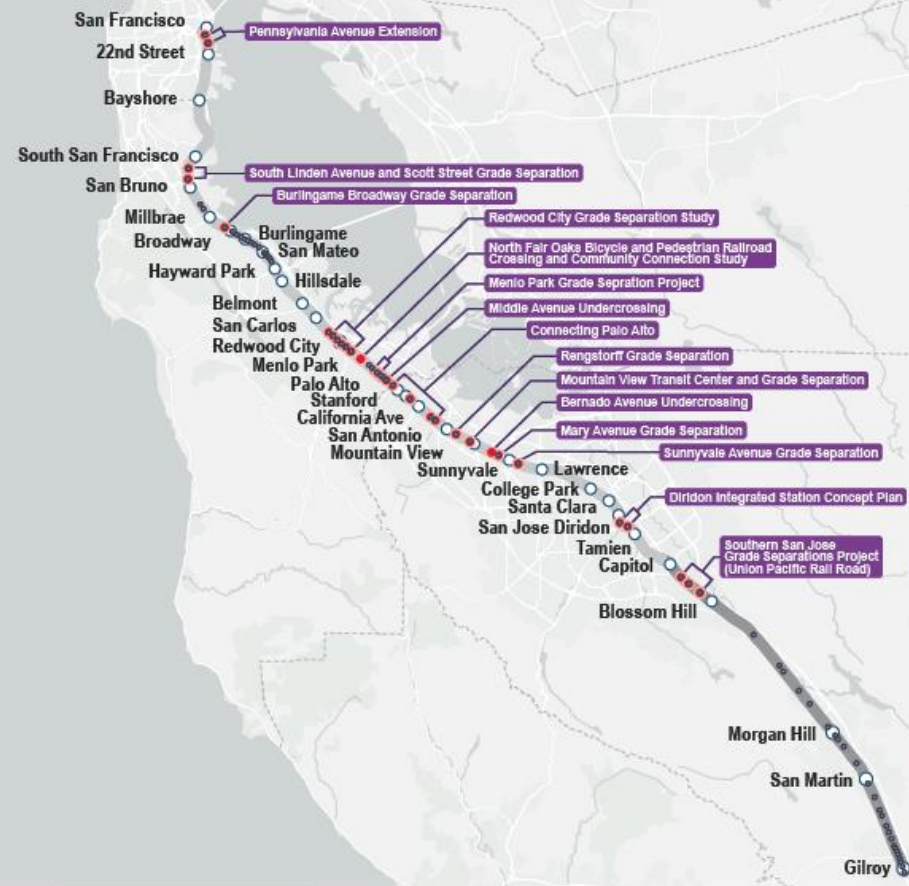 San Francisco
Pennsylvania Avenue Extension
22nd Street
Bayshore
South San Francisco
South Linden Avenue and Scott Street Grade Separation
San Bruno
Burlingame Broadway Grade Separation
Millbrae
Redwood City Grade Separation Study
Broadway
Burlingame
San Mateo
North Fair Oaks Bicycle and Pedestrian Railroad
Crossing and Community Connection Study
Hayward Park
Hillsdale
Menlo Park Grade Sepration Project
Belmont
Middle Avenue Undercrossing
San Carlos
Connecting Palo Alto
Redwood City
Menlo Park
Rengstorff Grade Separation
Palo Alto
Mountain View Transit Center and Grade Separation
Stanford
Bernado Avenue Undercrossing
California Ave
San Antonio
Mary Avenue Grade Separation
Mountain View
Sunnyvale Avenue Grade Separation
Sunnyvale
Lawrence
College Park
Diridon Integrated Station Concept Plan
Santa Clara
San Jose Diridon
Tamien
Southern San Jose
Grade Separations Project
(Union Pacific Rail Road)
Capitol
Blossom Hill
Morgan Hill
San Martin
Gilroy